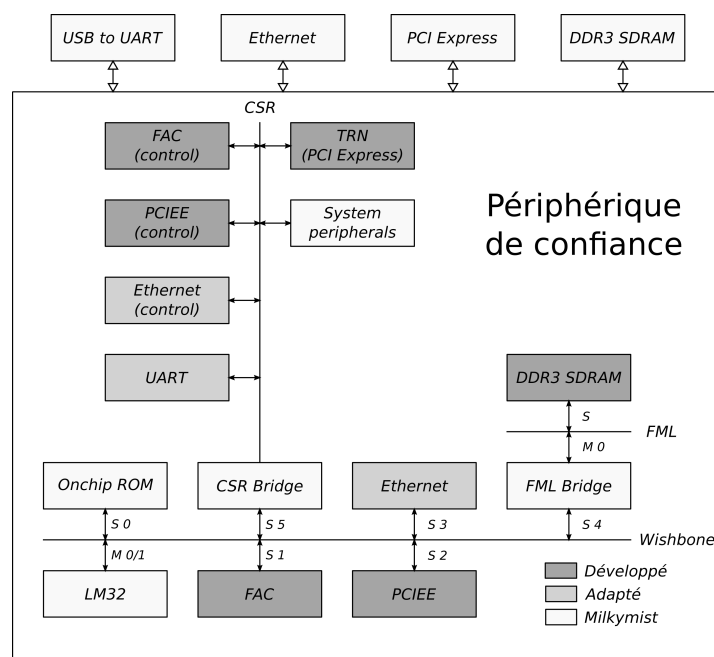 USB to UART
Ethernet
PCI Express
DDR3 SDRAM
CSR
FAC
(control)
TRN
(PCI Express)
PCIEE
(control)
System
peripherals
Périphérique
de confiance
Ethernet
(control)
UART
DDR3 SDRAM
S
FML
M 0
Onchip ROM
CSR Bridge
Ethernet
FML Bridge
S 0
S 5
S 3
S 4
Wishbone
M 0/1
S 1
S 2
LM32
FAC
PCIEE
Développé
Adapté
Milkymist